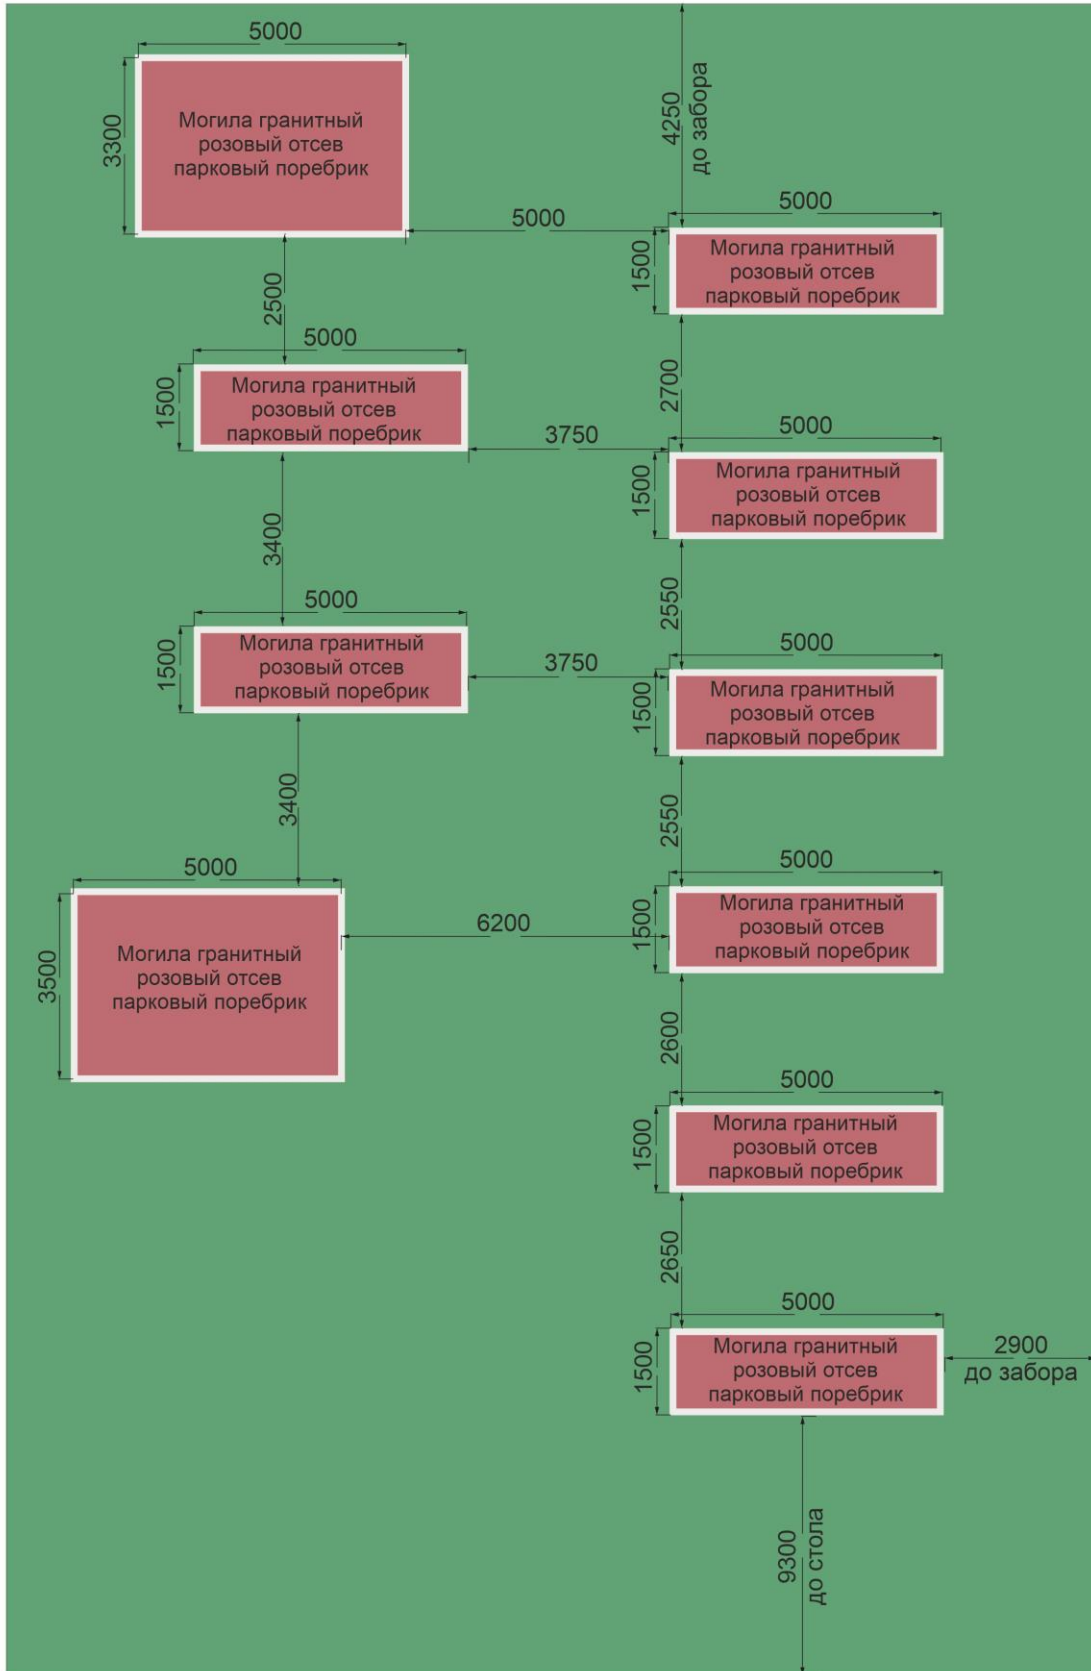 5000
3300
Могила гранитный
розовый отсев
парковый поребрик
4250
до забора
5000
5000
1500
Могила гранитный
розовый отсев
парковый поребрик
2500
5000
1500
Могила гранитный
розовый отсев
парковый поребрик
2700
3750
5000
1500
Могила гранитный
розовый отсев
парковый поребрик
3400
2550
5000
1500
Могила гранитный
розовый отсев
парковый поребрик
3750
5000
1500
Могила гранитный
розовый отсев
парковый поребрик
3400
2550
5000
3500
Могила гранитный
розовый отсев
парковый поребрик
6200
5000
1500
Могила гранитный
розовый отсев
парковый поребрик
2600
5000
1500
Могила гранитный
розовый отсев
парковый поребрик
2650
5000
1500
Могила гранитный
розовый отсев
парковый поребрик
2900
до забора
9300
до стола